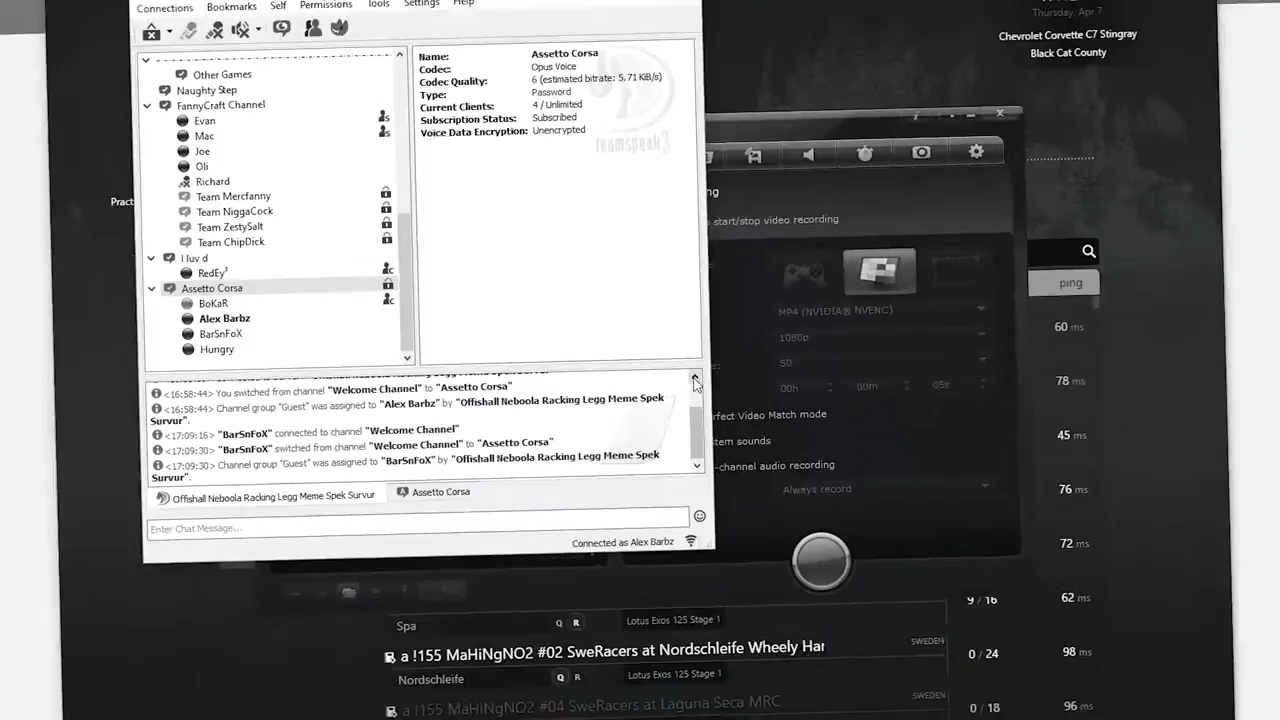 Connections Bookmarks Self Permissions Tools Settings Help
Other Games
Naughty Step
FannyCraft Channel
Evan
Mac
Joe
Oli
Richard
Team Mercfanny
Team NiggaCock
Team ZestySalt
Team ChipDick
I luv d
RedEy³
Assetto Corsa
BoKaR
Alex Barbz
BarSnFoX
Hungry
Name: Assetto Corsa
Codec: Opus Voice
Codec Quality: 6 (estimated bitrate: 5.71 KiB/s)
Type: Password
Current Clients: 4 / Unlimited
Subscription Status: Subscribed
Voice Data Encryption: Unencrypted
teamspeak3
<16:58:44> You switched from channel "Welcome Channel" to "Assetto Corsa"
<16:58:44> Channel group "Guest" was assigned to "Alex Barbz" by "Offishall Neboola Racking Legg Meme Spek
Survur".
<17:09:16> "BarSnFoX" connected to channel "Welcome Channel"
<17:09:30> "BarSnFoX" switched from channel "Welcome Channel" to "Assetto Corsa"
<17:09:30> Channel group "Guest" was assigned to "BarSnFoX" by "Offishall Neboola Racking Legg Meme Spek
Survur".
Offishall Neboola Racking Legg Meme Spek Survur Assetto Corsa
Enter Chat Message...
Connected as Alex Barbz
Thursday, Apr 7
Chevrolet Corvette C7 Stingray
Black Cat County
Pract
start/stop video recording
MP4 (NVIDIA® NVENC)
1080p
50
00h 00m 05s
Perfect Video Match mode
system sounds
-channel audio recording
Always record
ping
60 ms
78 ms
45 ms
76 ms
72 ms
62 ms
98 ms
96 ms
9 / 16
Spa Q R Lotus Exos 125 Stage 1
a !155 MaHiNgNO2 #02 SweRacers at Nordschleife Wheely Har SWEDEN 0 / 24
Nordschleife Q R Lotus Exos 125 Stage 1
a !155 MaHiNgNO2 #04 SweRacers at Laguna Seca MRC SWEDEN 0 / 18